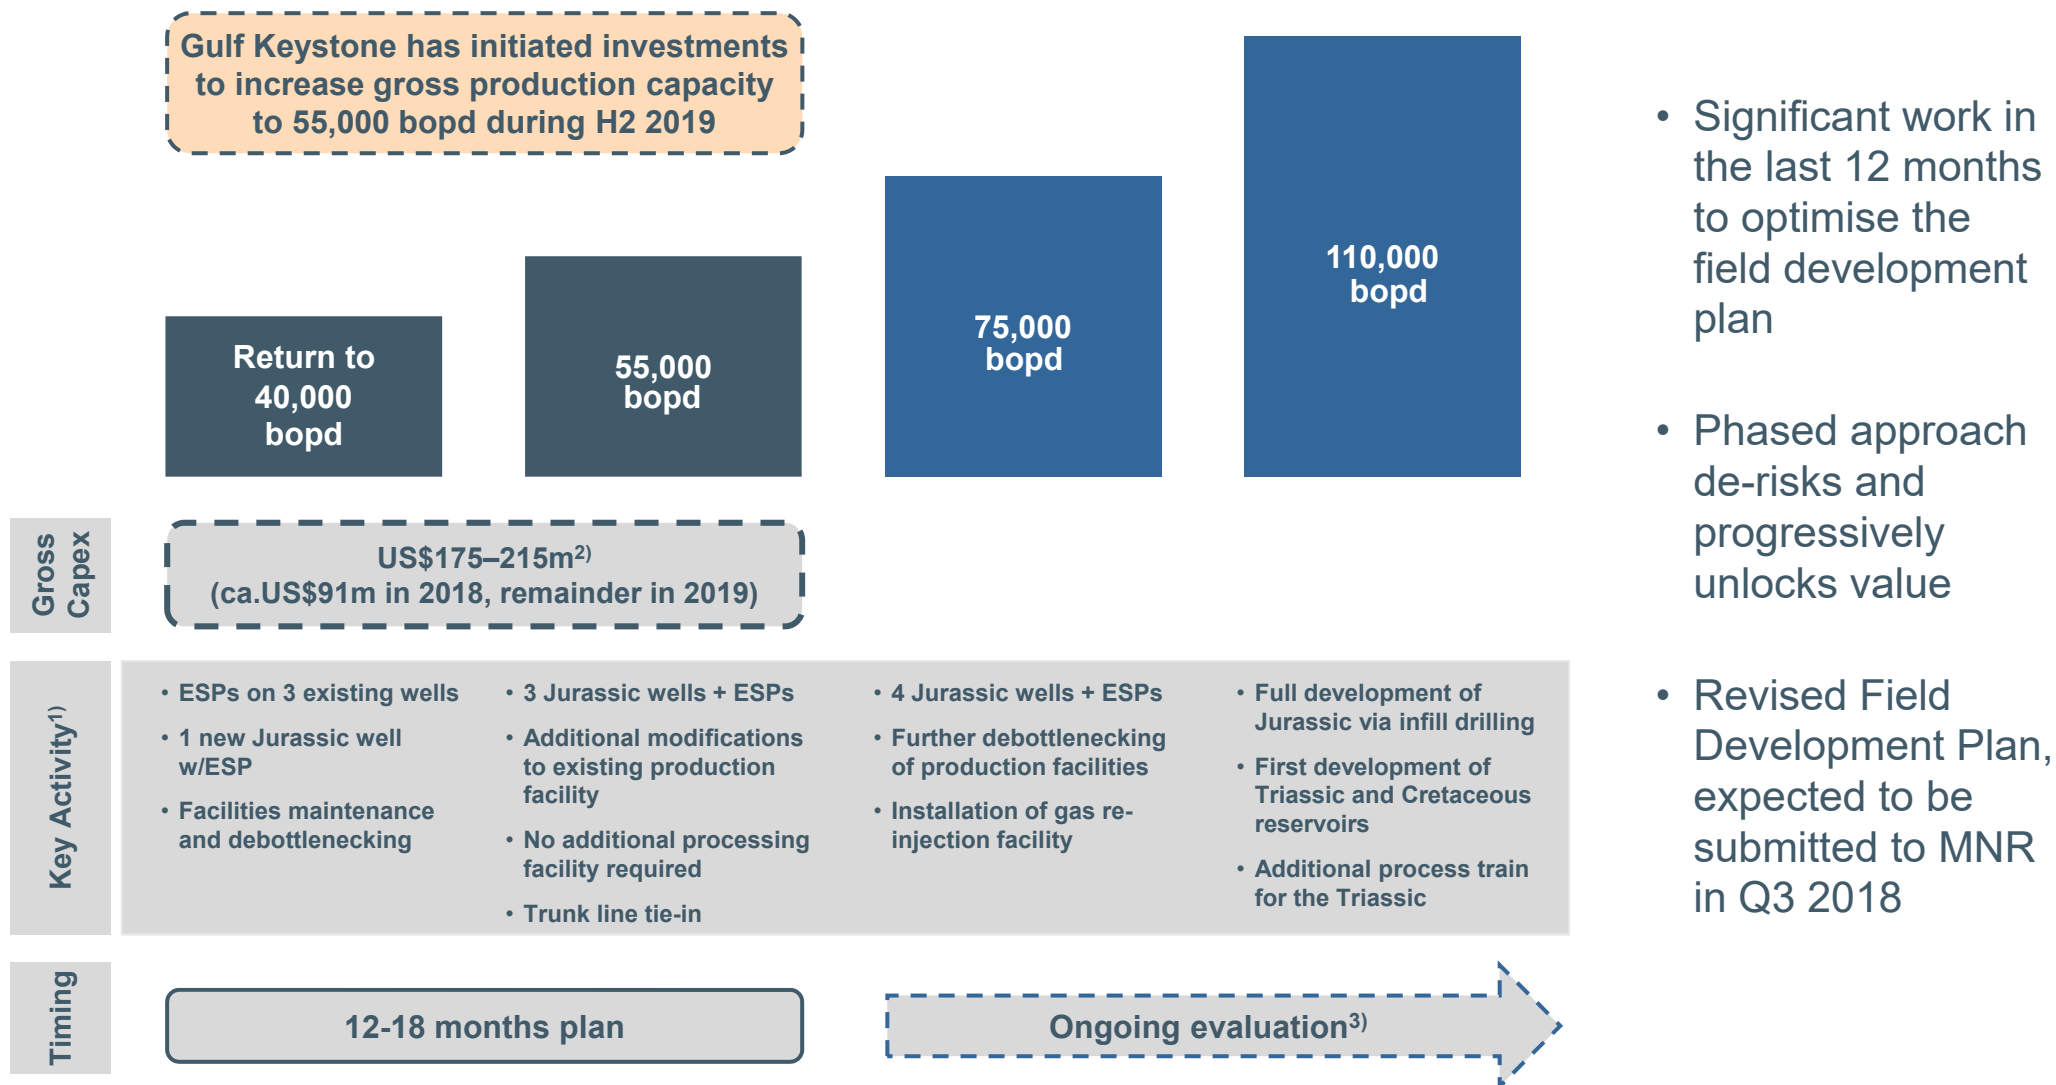 Gulf Keystone has initiated investments
to increase gross production capacity
to 55,000 bopd during H2 2019
Return to
40,000
bopd
55,000
bopd
75,000
bopd
110,000
bopd
Gross
Capex
US$175–215m2)
(ca.US$91m in 2018, remainder in 2019)
Key Activity1)
• ESPs on 3 existing wells
• 1 new Jurassic well
w/ESP
• Facilities maintenance
and debottlenecking
• 3 Jurassic wells + ESPs
• Additional modifications
to existing production
facility
• No additional processing
facility required
• Trunk line tie-in
• 4 Jurassic wells + ESPs
• Further debottlenecking
of production facilities
• Installation of gas re-
injection facility
• Full development of
Jurassic via infill drilling
• First development of
Triassic and Cretaceous
reservoirs
• Additional process train
for the Triassic
Timing
12-18 months plan
Ongoing evaluation3)
• Significant work in
the last 12 months
to optimise the
field development
plan
• Phased approach
de-risks and
progressively
unlocks value
• Revised Field
Development Plan,
expected to be
submitted to MNR
in Q3 2018